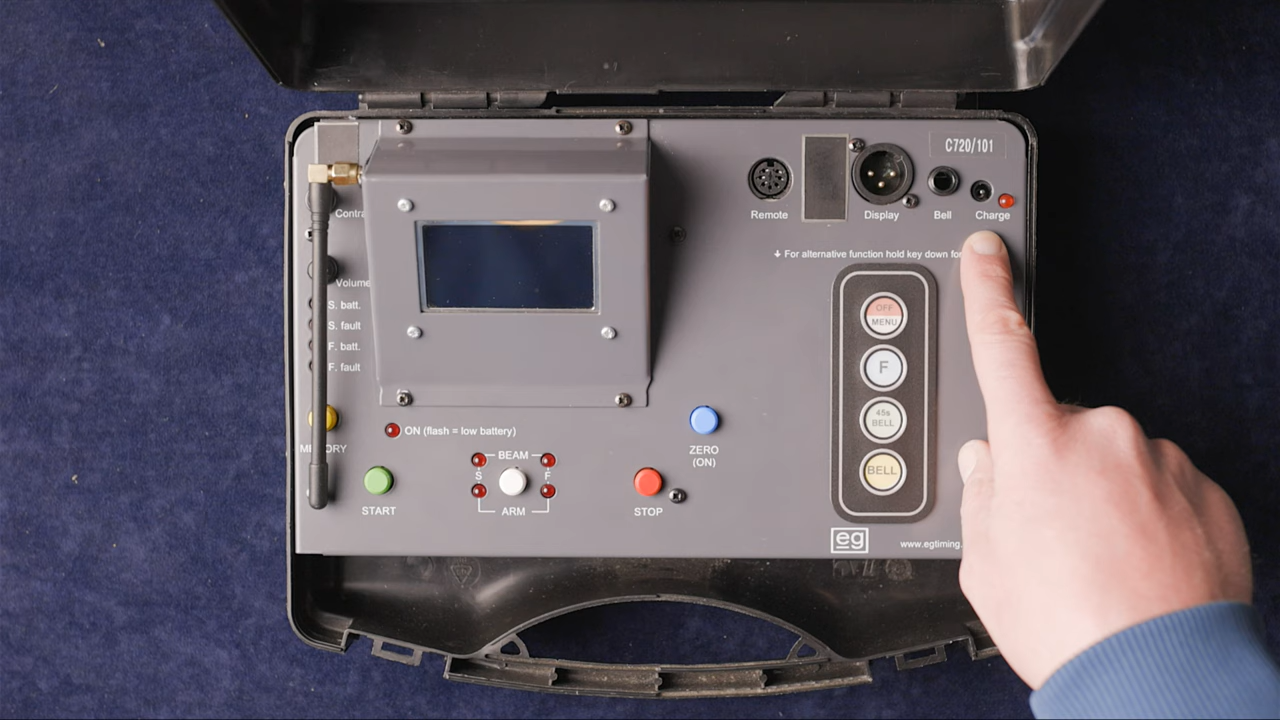 C720/101
Remote
Display
Bell
Charge
Volume
For alternative function hold key down for
S. batt.
S. fault
F. batt.
F. fault
OFF
MENU
F
45s
BELL
BELL
ON (flash = low battery)
BEAM
S
F
ARM
START
STOP
ZERO
(ON)
eg
www.egtiming.